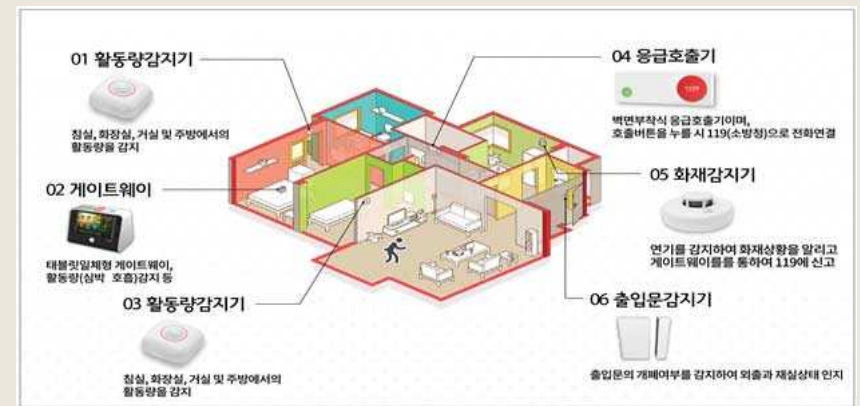 01 활동량감지기
침실, 화장실, 거실 및 주방에서의
활동량을 감지
02 게이트웨이
태블릿일체형 게이트웨이,
활동량(심박 호흡)감지 등
03 활동량감지기
침실, 화장실, 거실 및 주방에서의
활동량을 감지
04 응급호출기
벽면부착식 응급호출기이며,
호출버튼을 누를 시 119(소방청)으로 전화연결
05 화재감지기
연기를 감지하여 화재상황을 알리고
게이트웨이를를 통하여 119에 신고
06 출입문감지기
출입문의 개폐여부를 감지하여 외출과 재실상태 인지